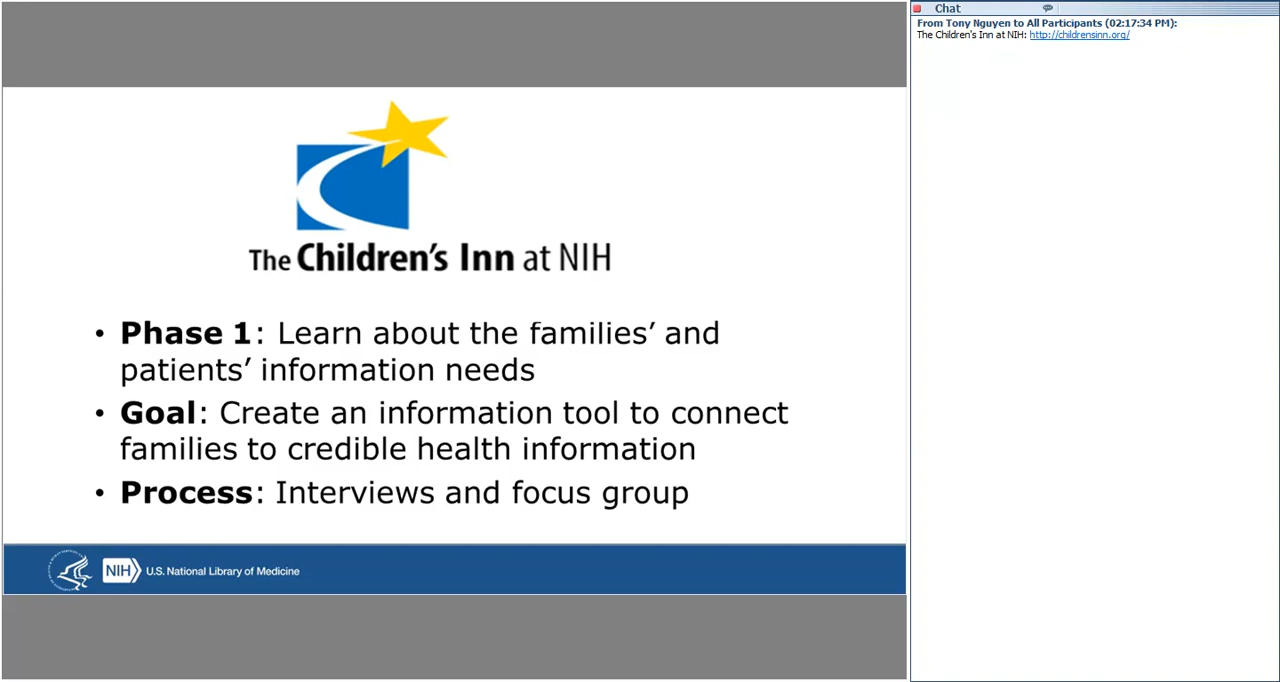 The Children's Inn at NIH
• Phase 1: Learn about the families’ and
patients’ information needs
• Goal: Create an information tool to connect
families to credible health information
• Process: Interviews and focus group
NIH U.S. National Library of Medicine
Chat
From Tony Nguyen to All Participants (02:17:34 PM):
The Children's Inn at NIH: http://childrensinn.org/